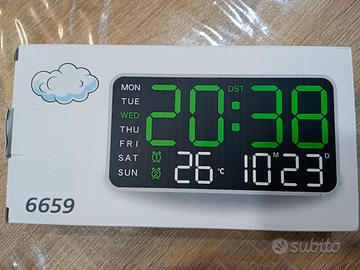 MON
TUE
WED
THU
FRI
SAT
SUN
DST
20:38
26 °C
M D
10 23
6659
subito